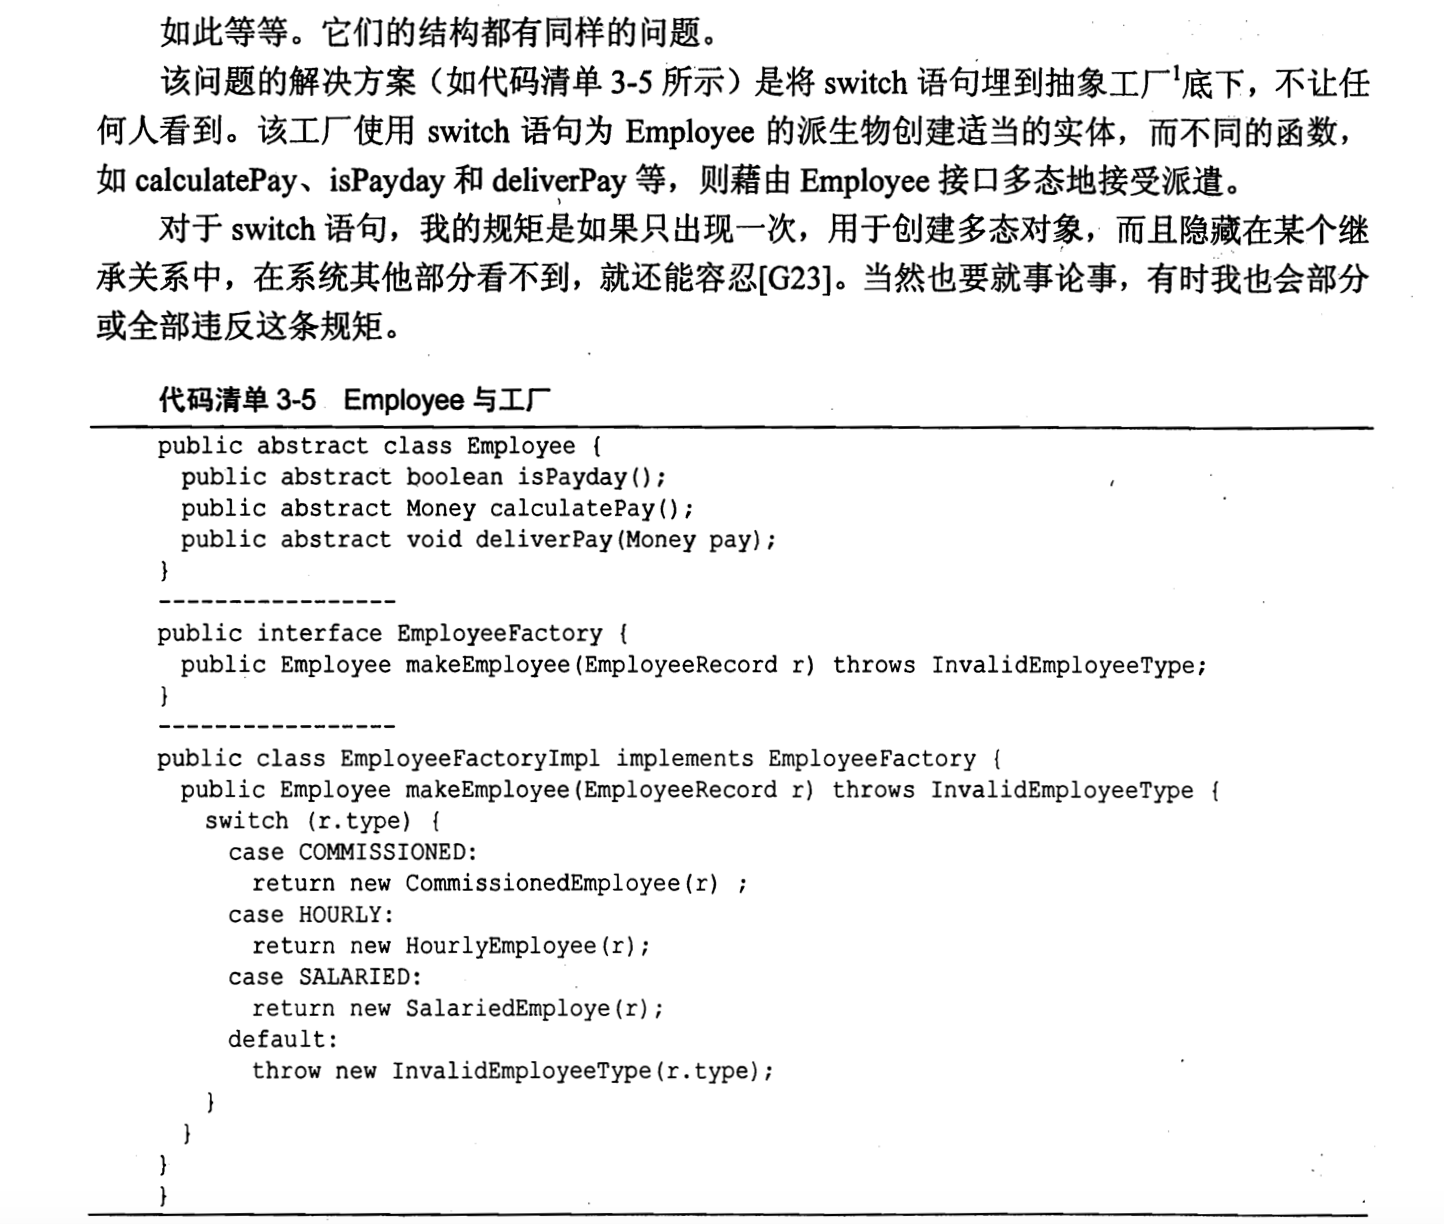 如此等等。它们的结构都有同样的问题。
该问题的解决方案（如代码清单 3-5 所示）是将 switch 语句埋到抽象工厂1底下，不让任
何人看到。该工厂使用 switch 语句为 Employee 的派生物创建适当的实体，而不同的函数，
如 calculatePay、isPayday 和 deliverPay 等，则藉由 Employee 接口多态地接受派遣。
对于 switch 语句，我的规矩是如果只出现一次，用于创建多态对象，而且隐藏在某个继
承关系中，在系统其他部分看不到，就还能容忍[G23]。当然也要就事论事，有时我也会部分
或全部违反这条规矩。
代码清单 3-5 Employee 与工厂
public abstract class Employee {
public abstract boolean isPayday();
public abstract Money calculatePay();
public abstract void deliverPay(Money pay);
}
-----------------
public interface EmployeeFactory {
public Employee makeEmployee(EmployeeRecord r) throws InvalidEmployeeType;
}
-----------------
public class EmployeeFactoryImpl implements EmployeeFactory {
public Employee makeEmployee(EmployeeRecord r) throws InvalidEmployeeType {
switch (r.type) {
case COMMISSIONED:
return new CommissionedEmployee(r) ;
case HOURLY:
return new HourlyEmployee(r);
case SALARIED:
return new SalariedEmploye(r);
default:
throw new InvalidEmployeeType(r.type);
}
}
}
}